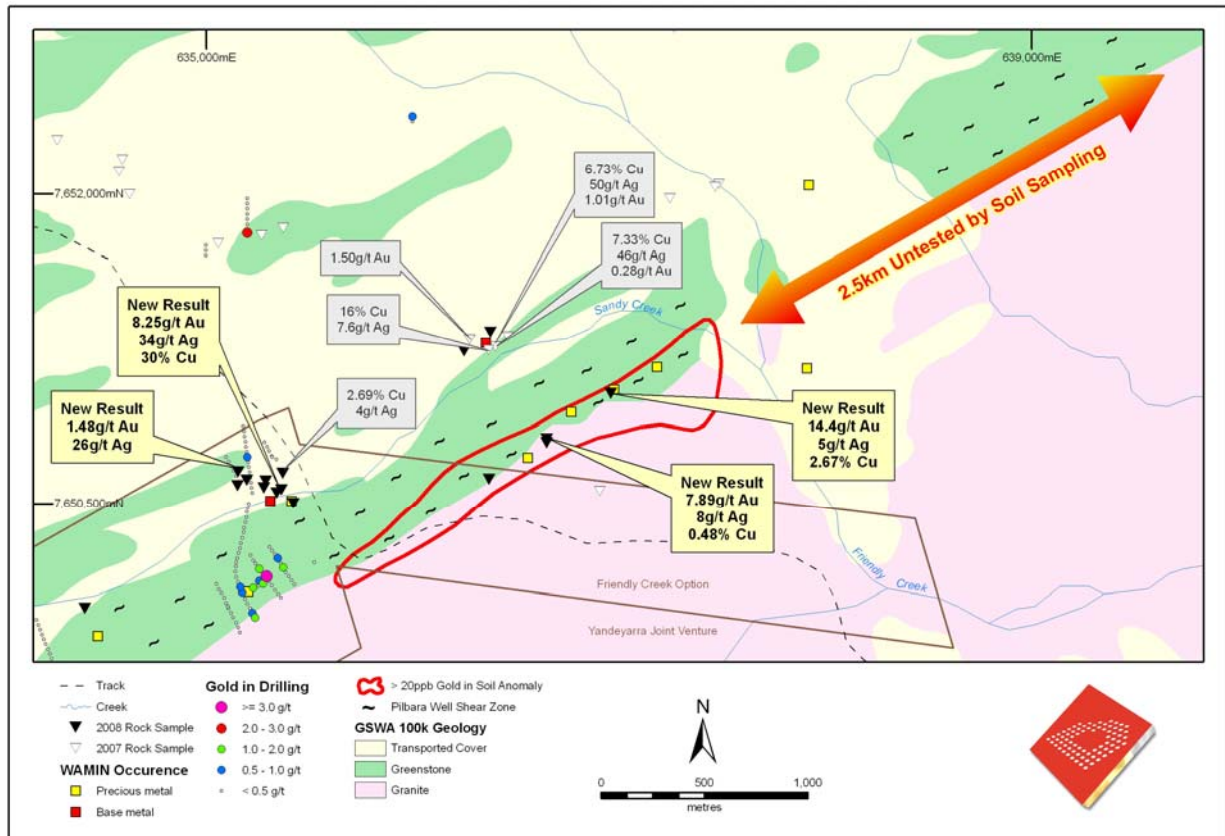 635,000mE
639,000mE
7,652,000mN
7,650,500mN
2.5km Untested by Soil Sampling
6.73% Cu
50g/t Ag
1.01g/t Au
7.33% Cu
46g/t Ag
0.28g/t Au
1.50g/t Au
16% Cu
7.6g/t Ag
New Result
8.25g/t Au
34g/t Ag
30% Cu
2.69% Cu
4g/t Ag
New Result
1.48g/t Au
26g/t Ag
Sandy Creek
New Result
14.4g/t Au
5g/t Ag
2.67% Cu
New Result
7.89g/t Au
8g/t Ag
0.48% Cu
Friendly Creek
Friendly Creek Option
Yandeyarra Joint Venture
Track
Creek
2008 Rock Sample
2007 Rock Sample
WAMIN Occurence
Precious metal
Base metal
Gold in Drilling
>= 3.0 g/t
2.0 - 3.0 g/t
1.0 - 2.0 g/t
0.5 - 1.0 g/t
< 0.5 g/t
> 20ppb Gold in Soil Anomaly
Pilbara Well Shear Zone
GSWA 100k Geology
Transported Cover
Greenstone
Granite
N
0 500 1,000
metres